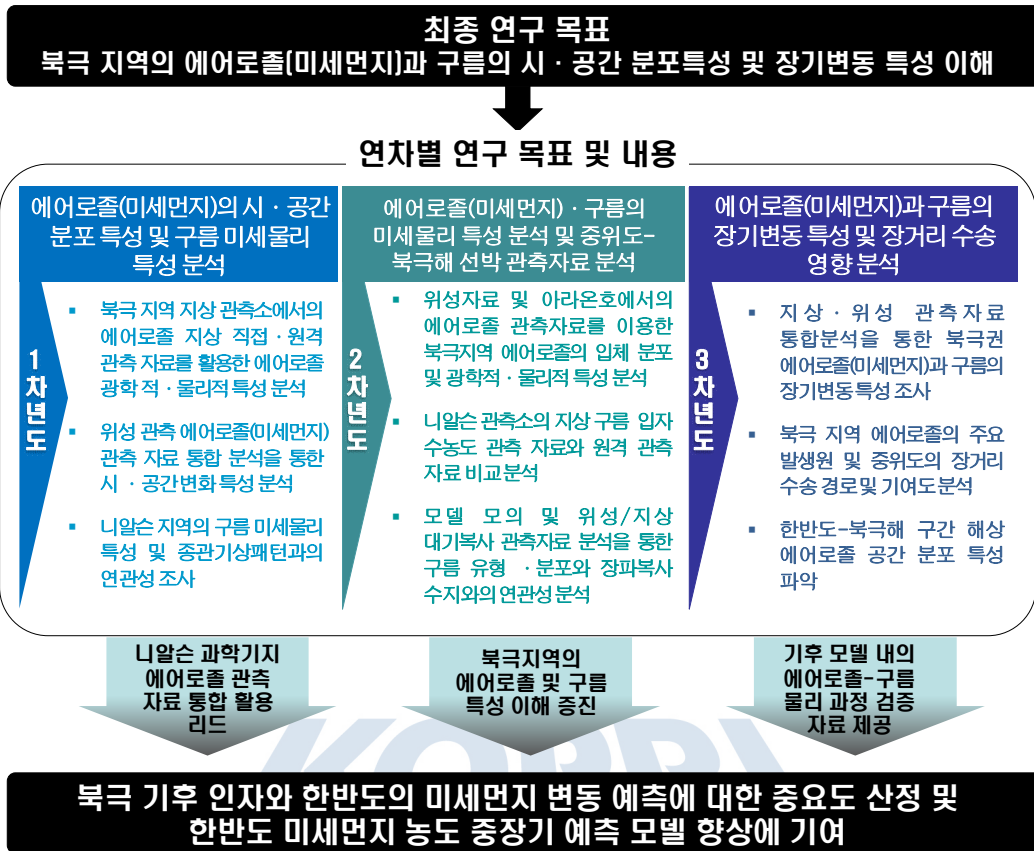 최종 연구 목표
북극 지역의 에어로졸(미세먼지)과 구름의 시 · 공간 분포특성 및 장기변동 특성 이해
연차별 연구 목표 및 내용
1차년도
에어로졸(미세먼지)의 시 · 공간
분포 특성 및 구름 미세물리
특성 분석
▪ 북극 지역 지상 관측소에서의
에어로졸 지상 직접 · 원격
관측 자료를 활용한 에어로졸
광학 적 · 물리적 특성 분석
▪ 위성 관측 에어로졸(미세먼지)
관측 자료 통합 분석을 통한
시 · 공간 변화 특성 분석
▪ 니알슨 지역의 구름 미세물리
특성 및 종관기상패턴과의
연관성 조사
2차년도
에어로졸(미세먼지) · 구름의
미세물리 특성 분석 및 중위도-
북극해 선박 관측자료 분석
▪ 위성자료 및 아라온호에서의
에어로졸 관측자료를 이용한
북극지역 에어로권의 입체 분포
및 광학적 · 물리적 특성 분석
▪ 니알슨 관측소의 지상 구름 입자
수농도 관측 자료와 원격 관측
자료 비교 분석
▪ 모델 모의 및 위성/지상
대기복사 관측자료 분석을 통한
구름 유형 · 분포와 장파복사
수지와의 연관성 분석
3차년도
에어로졸(미세먼지)과 구름의
장기변동 특성 및 장거리 수송
영향 분석
▪ 지상 · 위성 관측자료
통합분석을 통한 북극권
에어로졸(미세먼지)과 구름의
장기변동 특성 조사
▪ 북극 지역 에어로졸의 주요
발생원 및 중위도의 장거리
수송 경로 및 기여도 분석
▪ 한반도-북극해 구간 해상
에어로졸 공간 분포 특성
파악
니알슨 과학기지
에어로졸 관측
자료 통합 활용
리드
북극지역의
에어로졸 및 구름
특성 이해 증진
기후 모델 내의
에어로졸-구름
물리 과정 검증
자료 제공
KOPRI
북극 기후 인자와 한반도의 미세먼지 변동 예측에 대한 중요도 산정 및
한반도 미세먼지 농도 중장기 예측 모델 향상에 기여